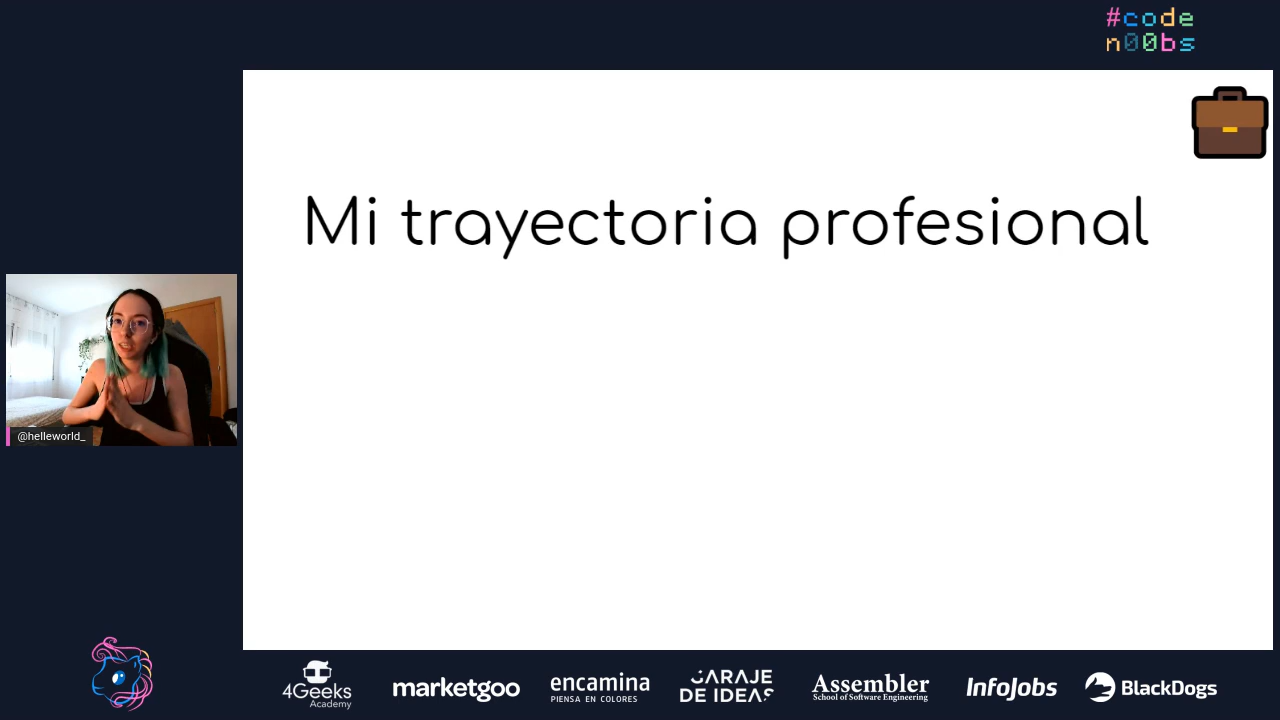 #code
n00bs
Mi trayectoria profesional
@helleworld_
4Geeks
Academy
marketgoo
encamina
PIENSA EN COLORES
GARAJE
DE IDEAS
Assembler
School of Software Engineering
InfoJobs
BlackDogs